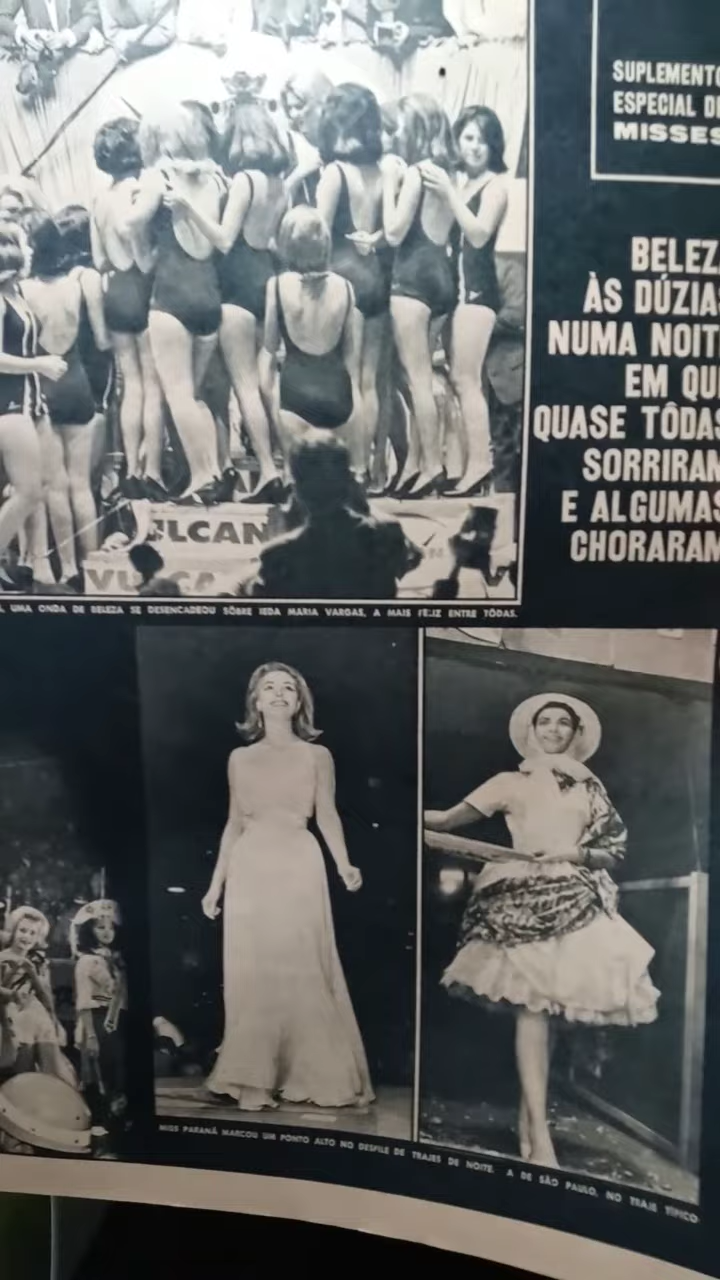 SUPLEMENTO
ESPECIAL DE
MISSES
BELEZA
ÀS DÚZIAS
NUMA NOITE
EM QUE
QUASE TÔDAS
SORRIRAM
E ALGUMAS
CHORARAM
VULCAN
VULCA
UMA ONDA DE BELEZA SE DESENCADEOU SÔBRE IEDA MARIA VARGAS, A MAIS FELIZ ENTRE TÔDAS.
MISS PARANÁ MARCOU UM PONTO ALTO NO DESFILE DE TRAJES DE NOITE. A DE SÃO PAULO, NO TRAJE TÍPICO